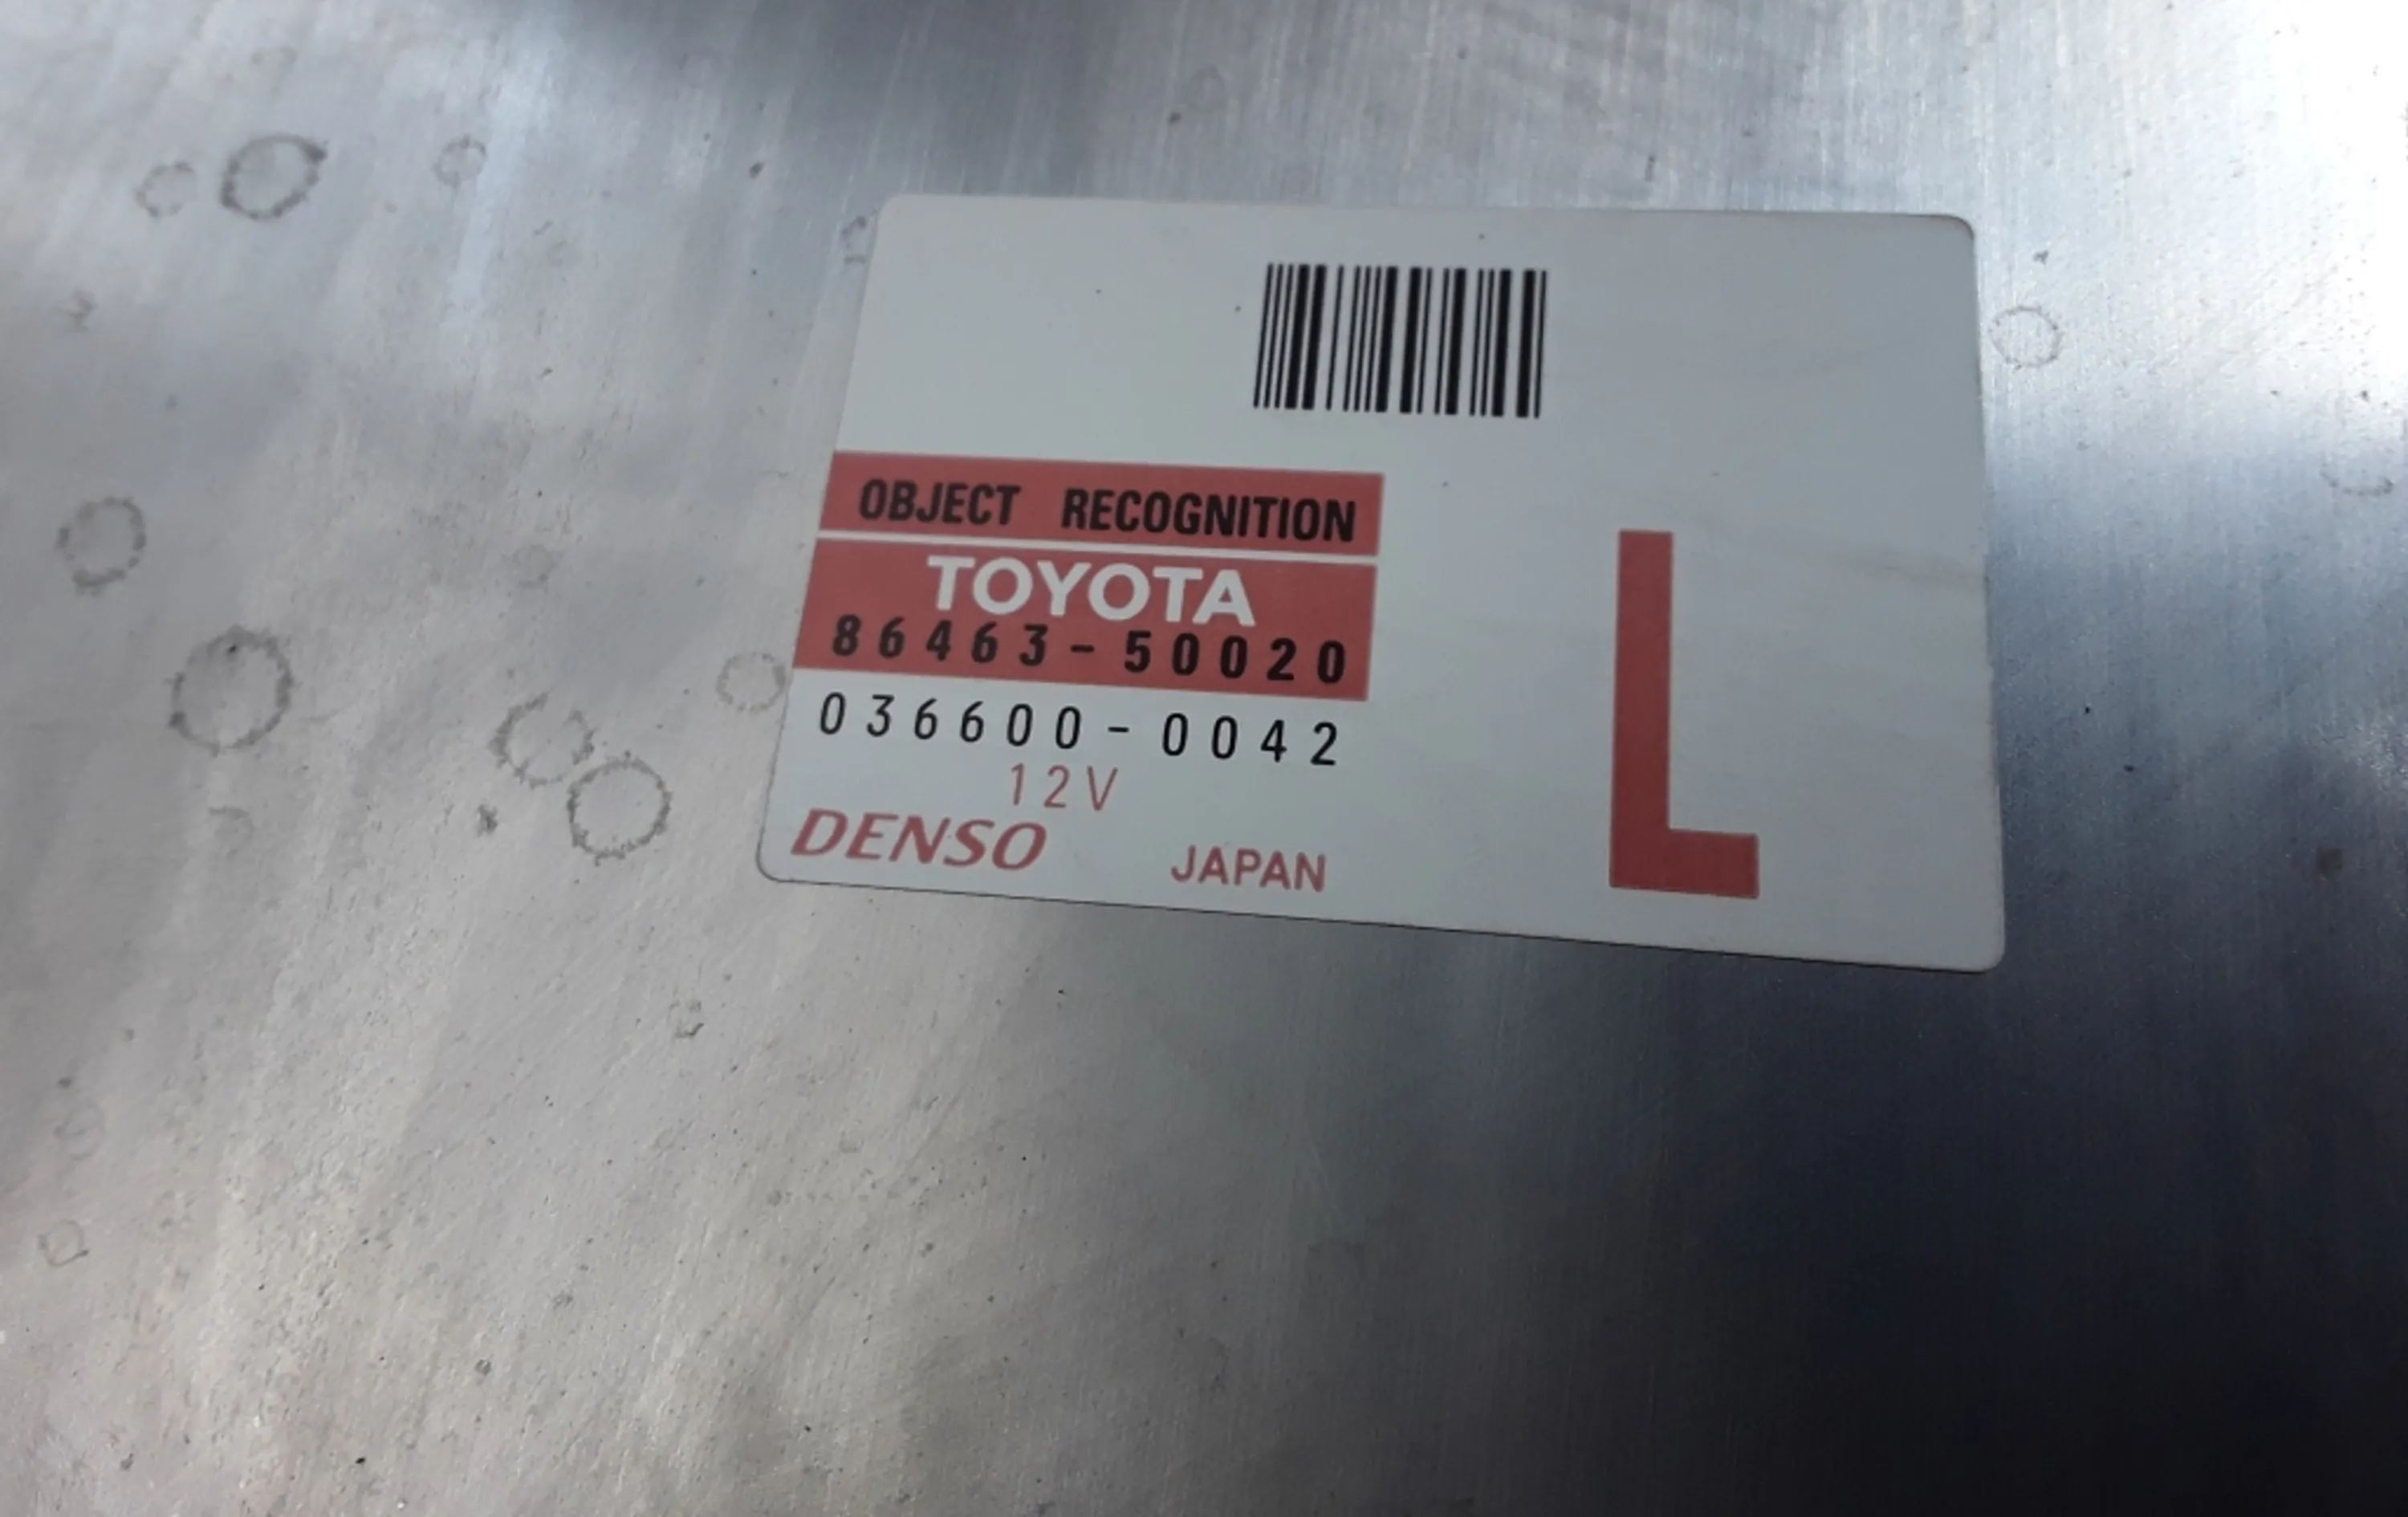 OBJECT RECOGNITION
TOYOTA
86463-50020
036600-0042
12V
DENSO JAPAN
L